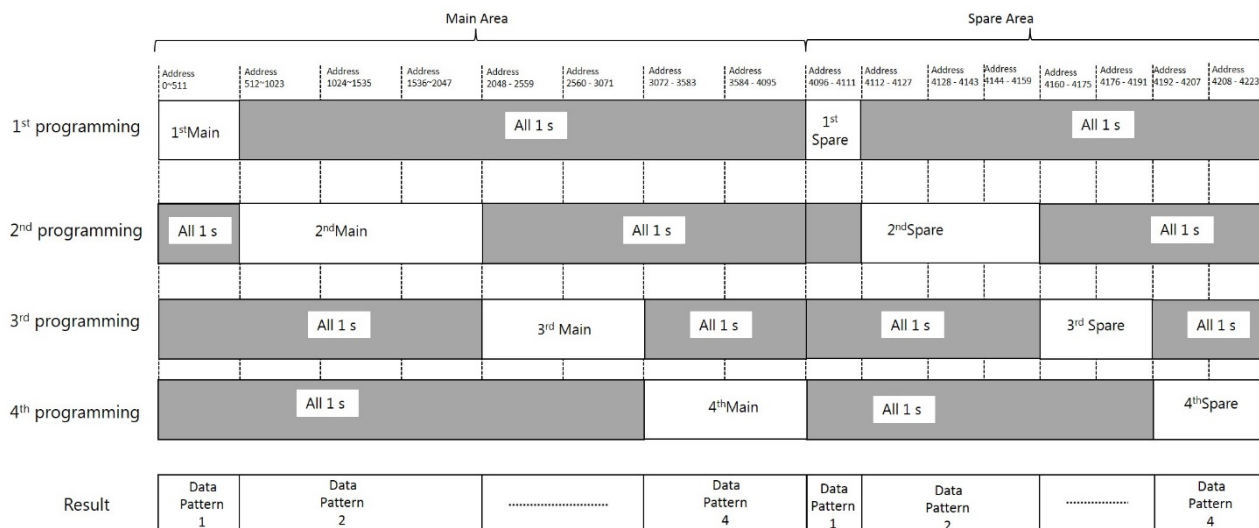 Main Area
Spare Area
Address
0~511
Address
512~1023
Address
1024~1535
Address
1536~2047
Address
2048 - 2559
Address
2560 - 3071
Address
3072 - 3583
Address
3584 - 4095
Address
4096 - 4111
Address
4112 - 4127
Address
4128 - 4143
Address
4144 - 4159
Address
4160 - 4175
Address
4176 - 4191
Address
4192 - 4207
Address
4208 - 4223
1st programming
1stMain
All 1 s
1st
Spare
All 1 s
2nd programming
All 1 s
2ndMain
All 1 s
2ndSpare
All 1 s
3rd programming
All 1 s
3rd Main
All 1 s
All 1 s
3rd Spare
All 1 s
4th programming
All 1 s
4thMain
All 1 s
4thSpare
Result
Data
Pattern
1
Data
Pattern
2
....................
Data
Pattern
4
Data
Pattern
1
Data
Pattern
2
..............
Data
Pattern
4